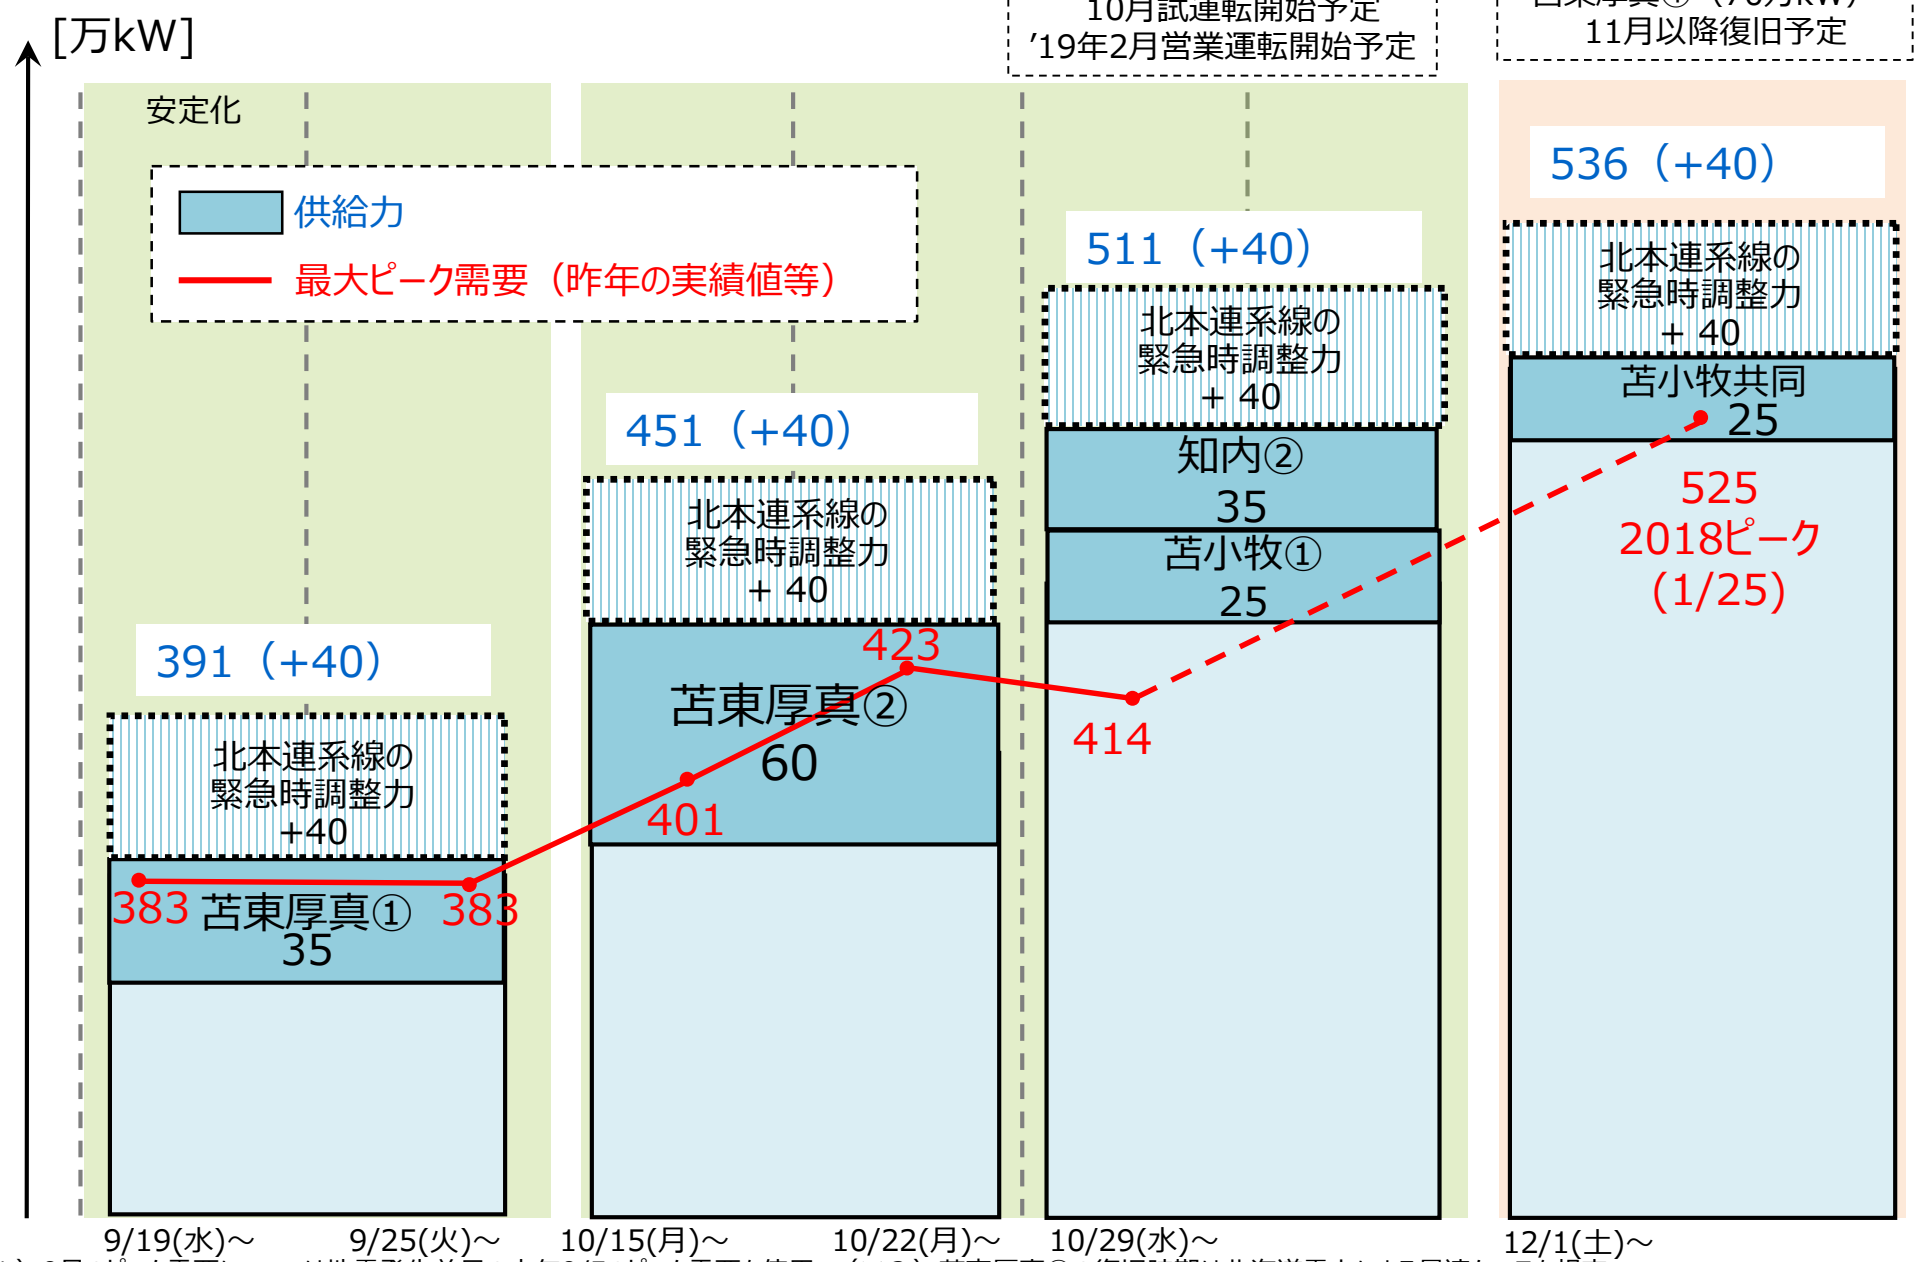 [万kW]
10月試運転開始予定
’19年2月営業運転開始予定
11月以降復旧予定
安定化
供給力
最大ピーク需要（昨年の実績値等）
391（+40）
北本連系線の
緊急時調整力
+40
383
苫東厚真①
35
383
451（+40）
北本連系線の
緊急時調整力
+ 40
423
苫東厚真②
60
401
511（+40）
北本連系線の
緊急時調整力
+ 40
知内②
35
苫小牧①
25
414
536（+40）
北本連系線の
緊急時調整力
+ 40
苫小牧共同
25
525
2018ピーク
(1/25)
9/19(水)～
9/25(火)～
10/15(月)～
10/22(月)～
10/29(水)～
12/1(土)～